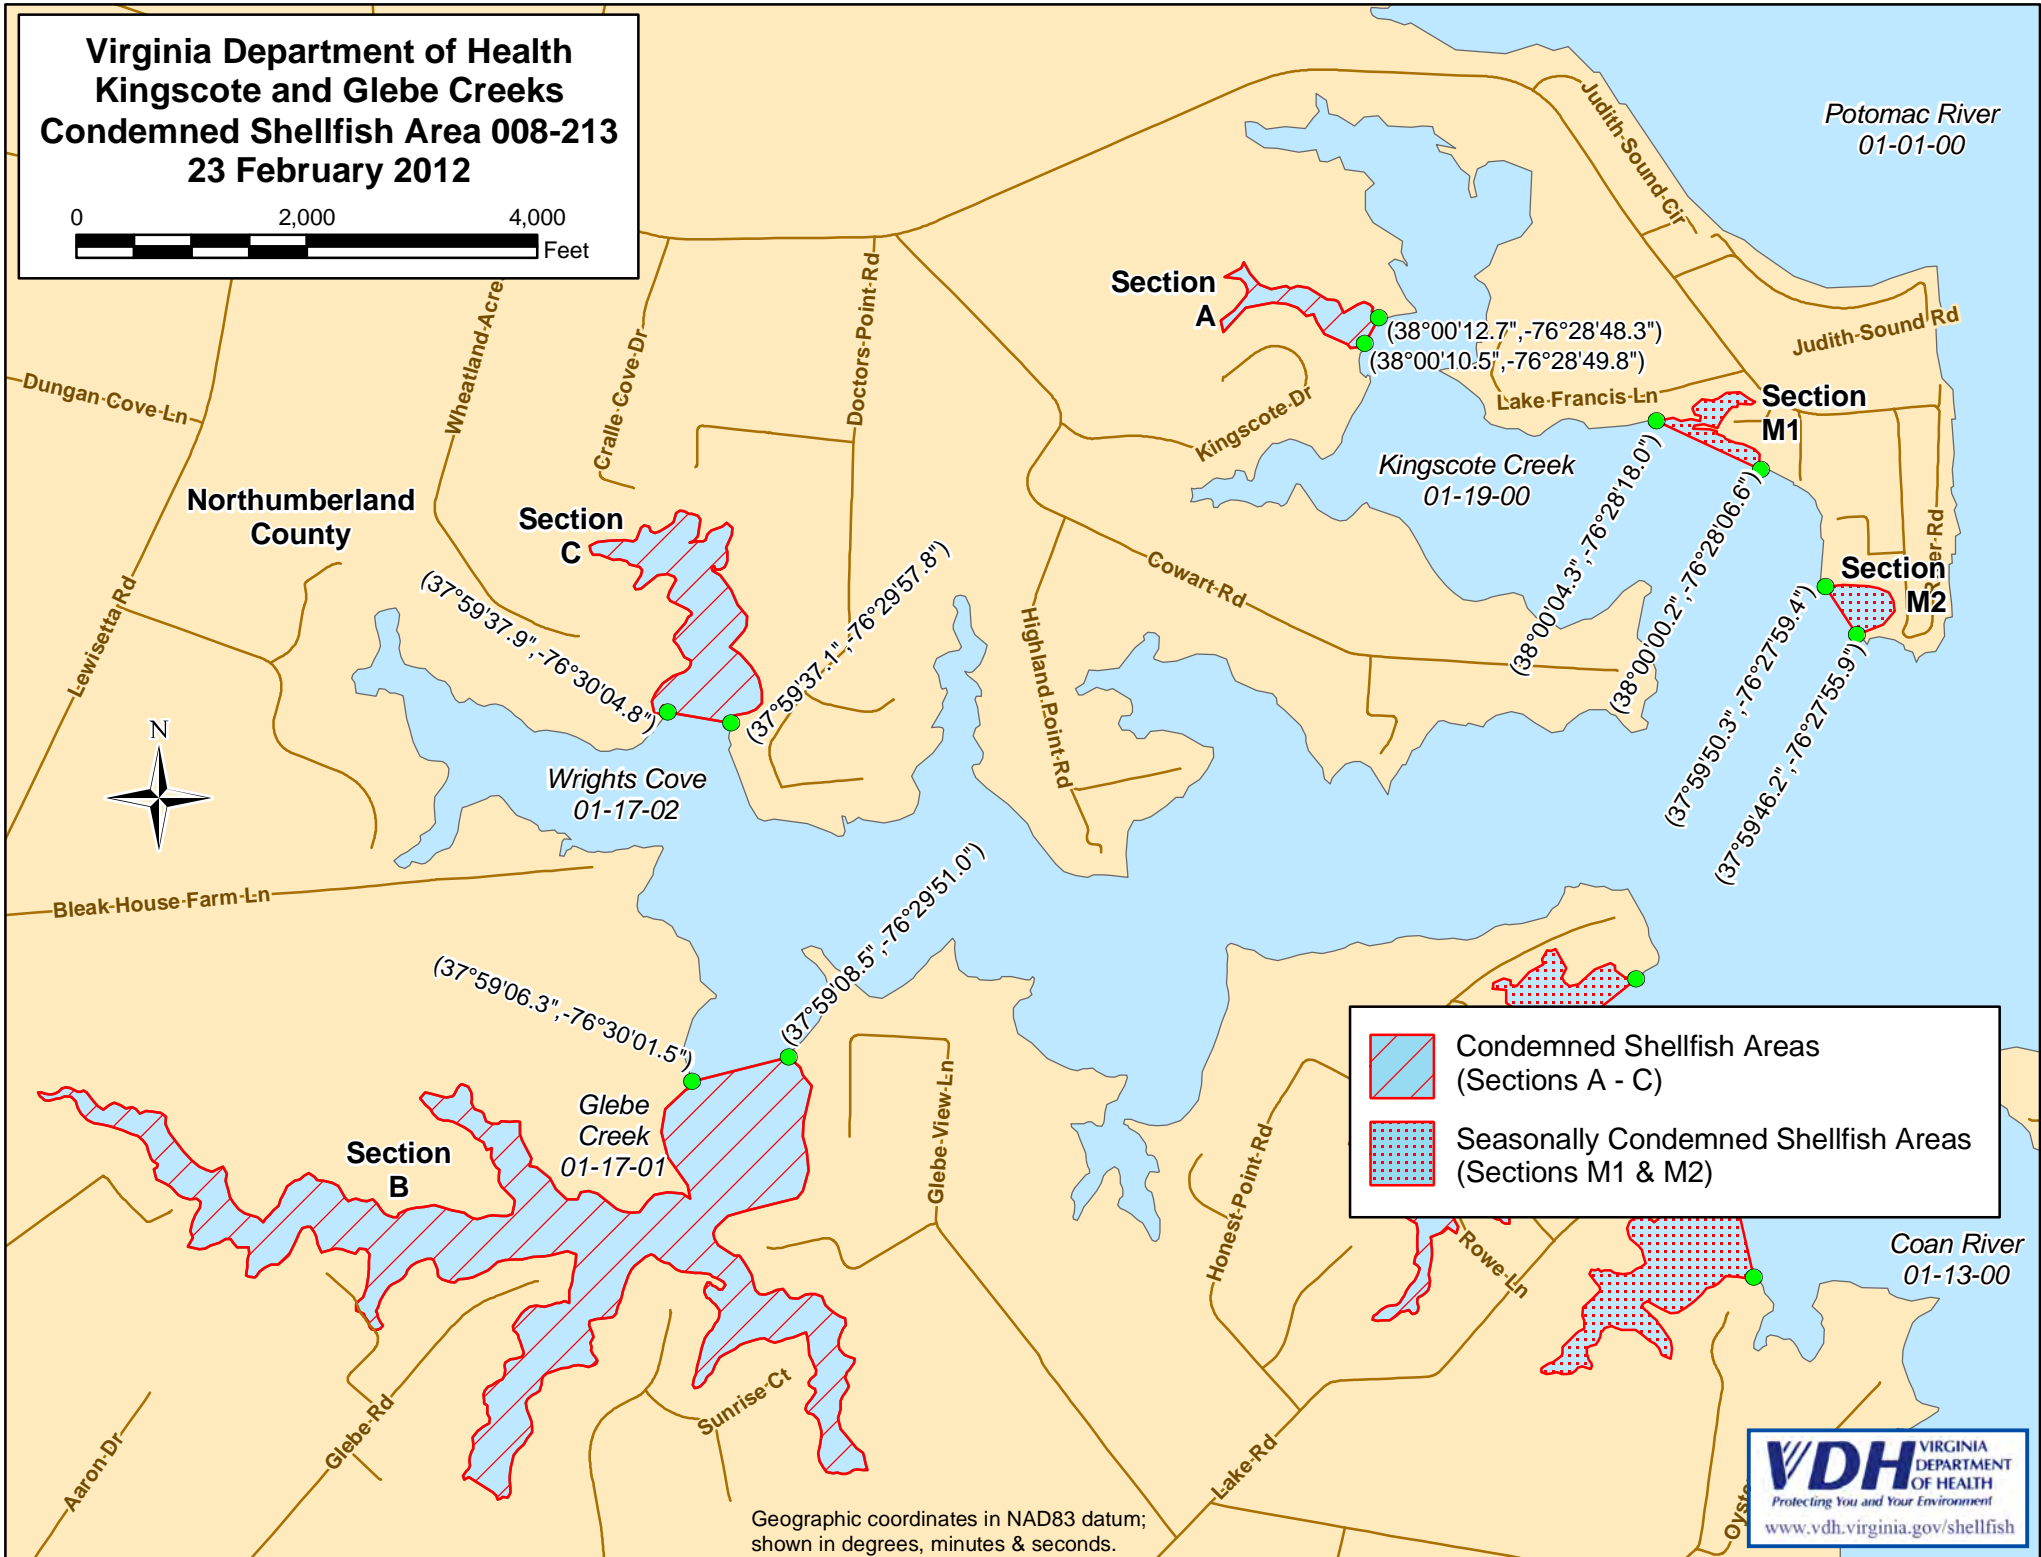 Virginia Department of Health
Kingscote and Glebe Creeks
Condemned Shellfish Area 008-213
23 February 2012
0 2,000 4,000
Feet
Potomac River
01-01-00
Judith Sound Cir
Judith Sound Rd
Section
A
(38°00'12.7",-76°28'48.3")
(38°00'10.5",-76°28'49.8")
Lake Francis Ln
Section
M1
Kingscote Dr
Kingscote Creek
01-19-00
(38°00'04.3",-76°28'18.0")
(38°00'00.2",-76°28'06.6")
Section
M2
(37°59'50.3",-76°27'59.4")
(37°59'46.2",-76°27'55.9")
Dungan Cove Ln
Wheatland Acre
Cralle Cove Dr
Doctors Point Rd
Northumberland
County
Section
C
(37°59'37.9",-76°30'04.8")
(37°59'37.1",-76°29'57.8")
Cowart Rd
Highland Point Rd
Lewisetta Rd
N
Wrights Cove
01-17-02
Bleak House Farm Ln
(37°59'06.3",-76°30'01.5")
(37°59'08.5",-76°29'51.0")
Glebe
Creek
01-17-01
Section
B
Glebe View Ln
Honest Point Rd
Condemned Shellfish Areas
(Sections A - C)
Seasonally Condemned Shellfish Areas
(Sections M1 & M2)
Rowe Ln
Coan River
01-13-00
Sunrise Ct
Glebe Rd
Aaron Dr
Lake Rd
Geographic coordinates in NAD83 datum;
shown in degrees, minutes & seconds.
VDH VIRGINIA
DEPARTMENT
OF HEALTH
Protecting You and Your Environment
www.vdh.virginia.gov/shellfish